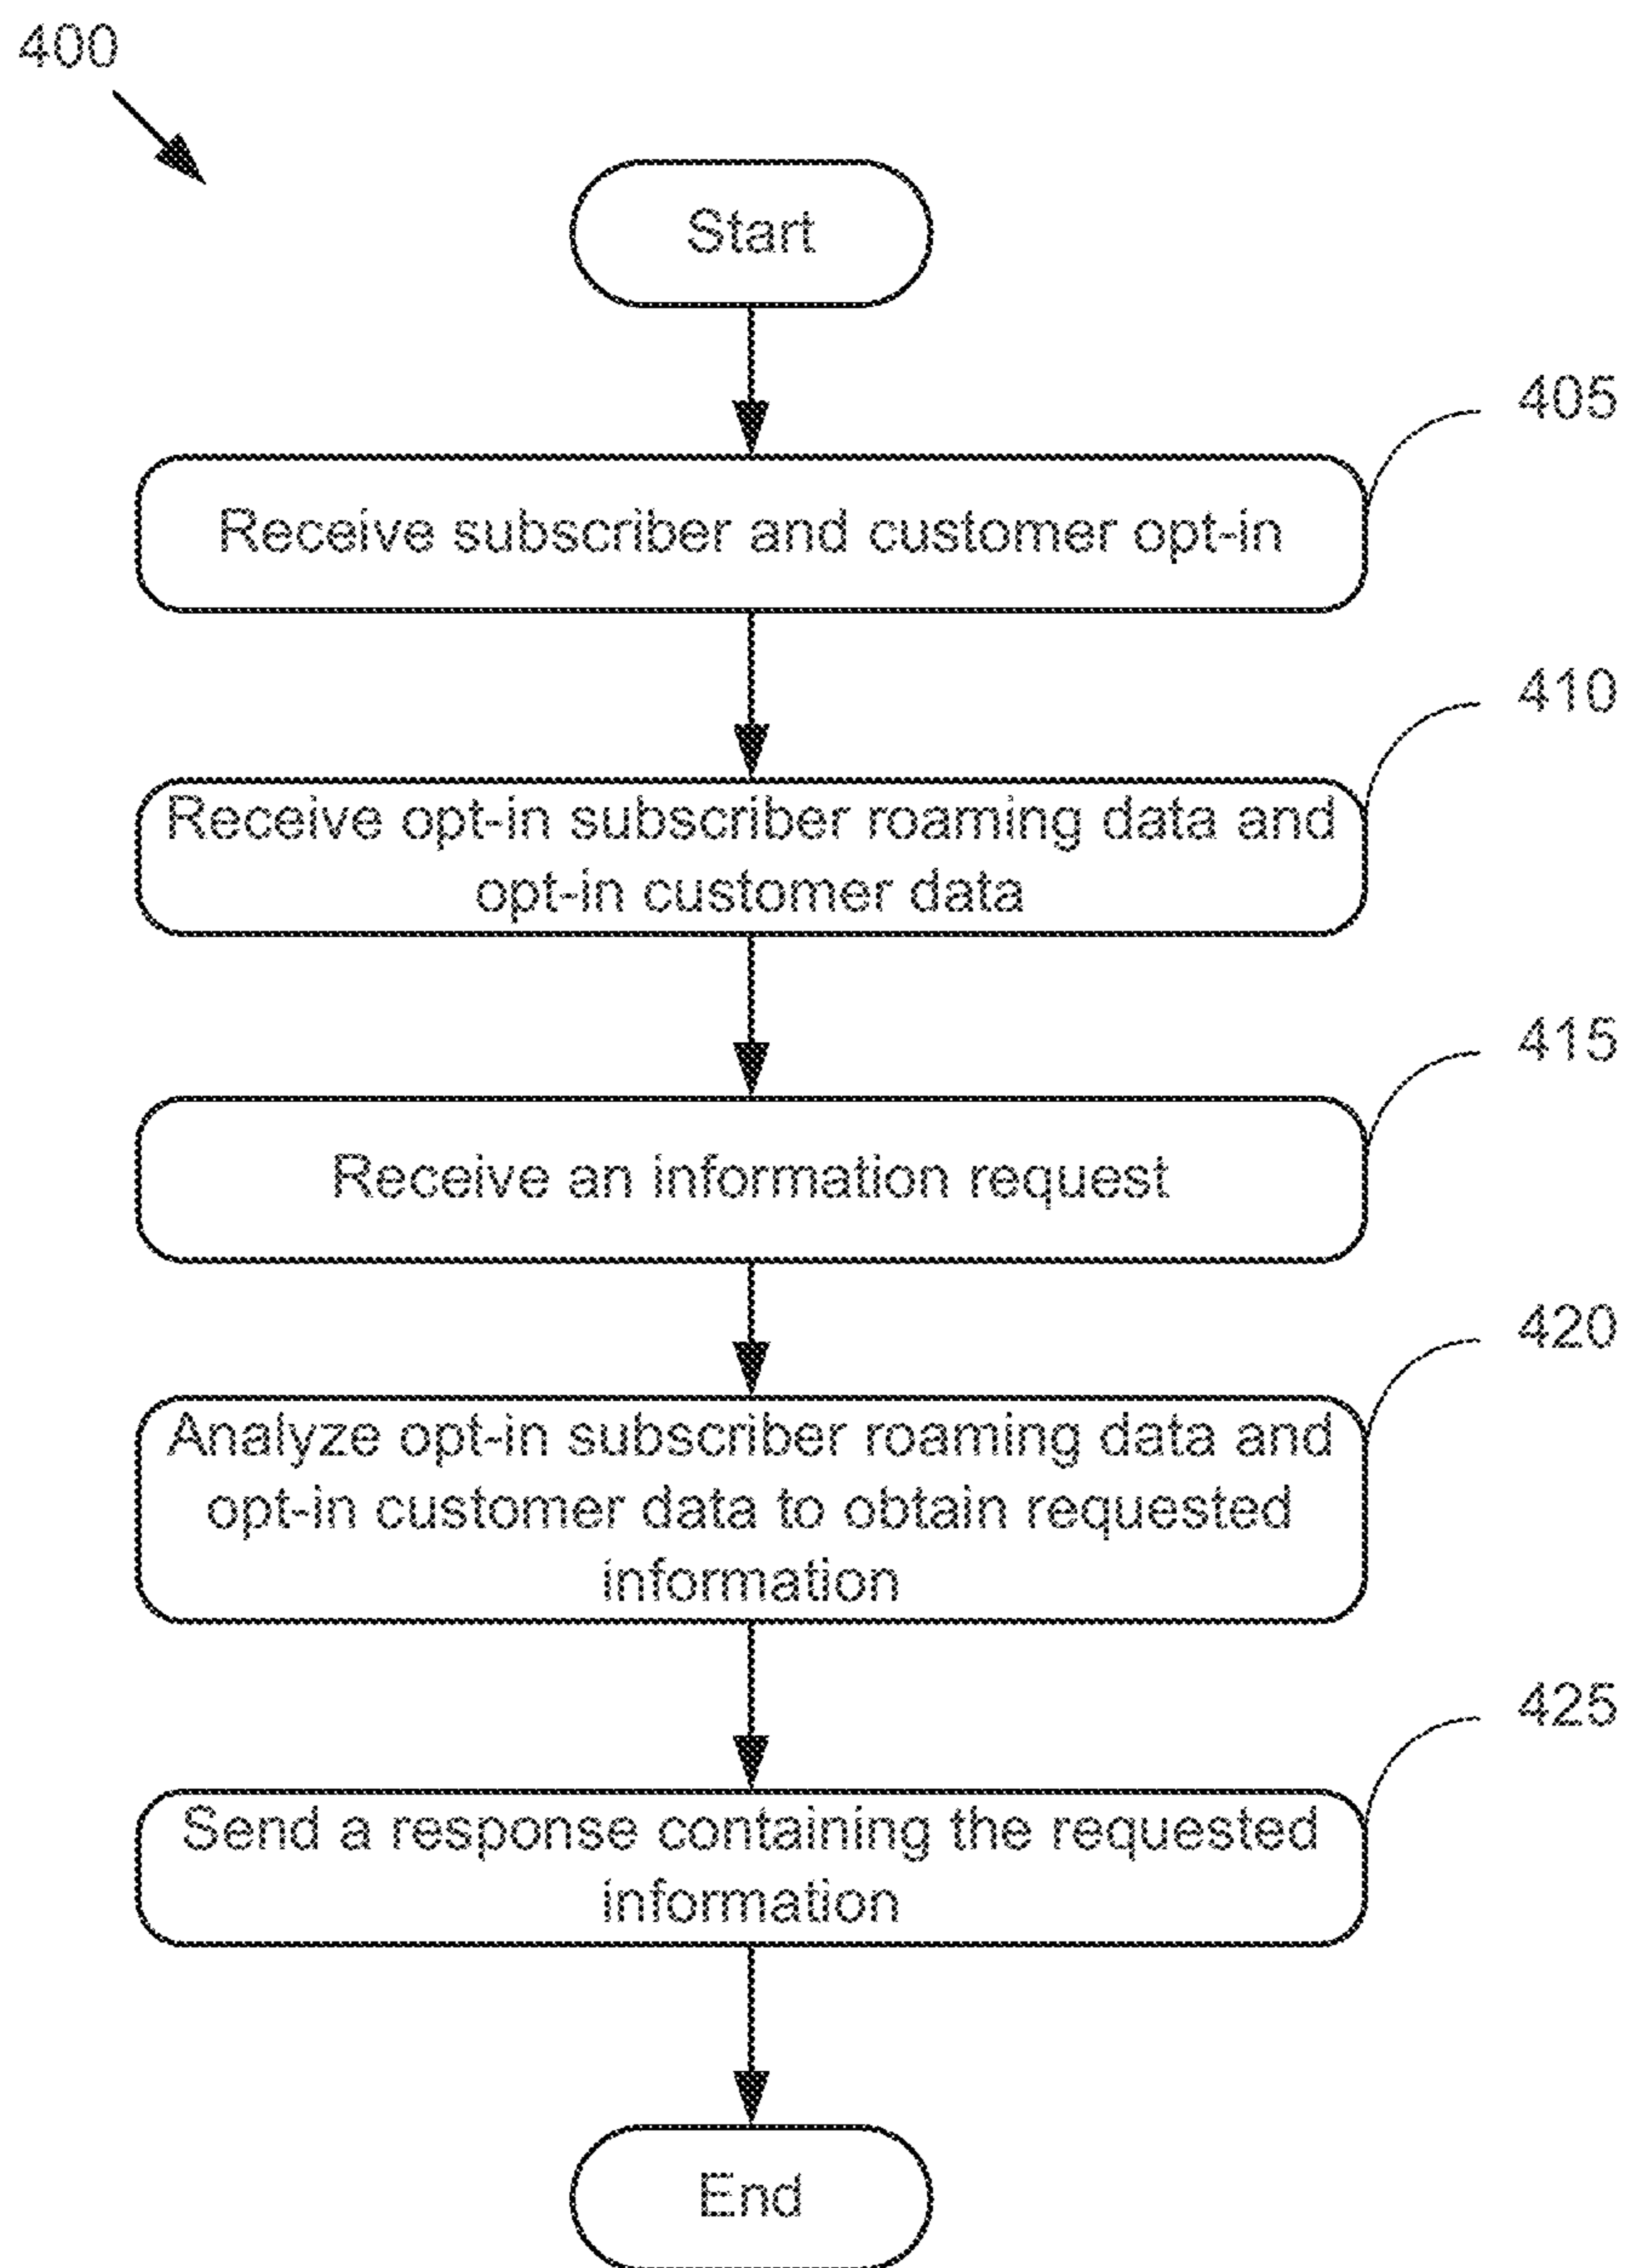 400
Start
405
Receive subscriber and customer opt-in
410
Receive opt-in subscriber roaming data and
opt-in customer data
415
Receive an information request
420
Analyze opt-in subscriber roaming data and
opt-in customer data to obtain requested
information
425
Send a response containing the requested
information
End